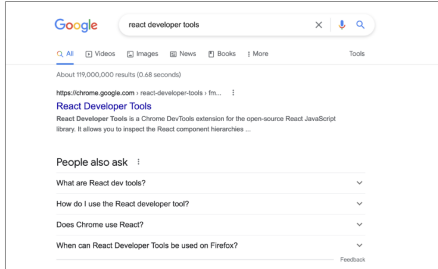 Google
react developer tools
All Videos Images News Books More Tools
About 119,000,000 results (0.68 seconds)
https://chrome.google.com › react-developer-tools › fm...
React Developer Tools
React Developer Tools is a Chrome DevTools extension for the open-source React JavaScript
library. It allows you to inspect the React component hierarchies ...
People also ask
What are React dev tools?
How do I use the React developer tool?
Does Chrome use React?
When can React Developer Tools be used on Firefox?
Feedback